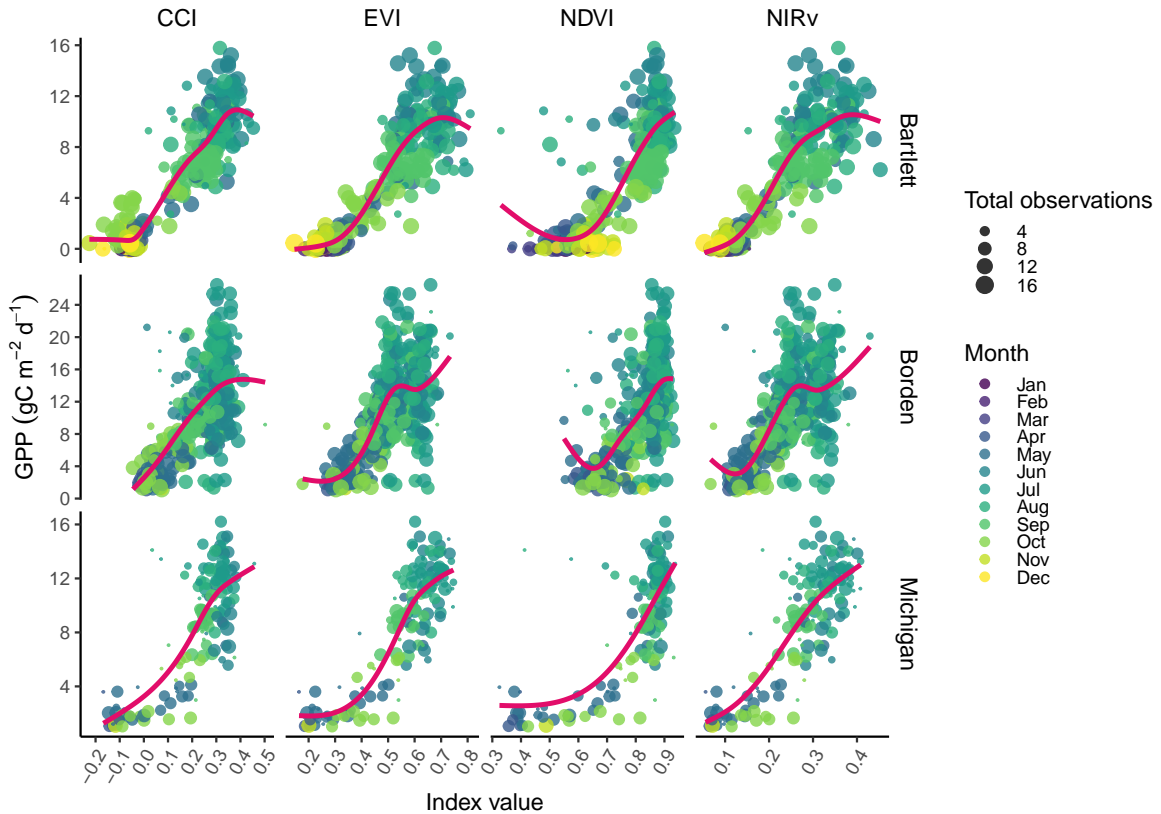 CCI EVI NDVI NIRv
16
12
8
4
0
Bartlett
24
20
16
12
8
4
0
Borden
16
12
8
4
Michigan
GPP (gC m⁻² d⁻¹)
−0.2 −0.1 0.0 0.1 0.2 0.3 0.4 0.5
0.2 0.3 0.4 0.5 0.6 0.7 0.8
0.3 0.4 0.5 0.6 0.7 0.8 0.9
0.1 0.2 0.3 0.4
Index value
Total observations
4
8
12
16
Month
Jan
Feb
Mar
Apr
May
Jun
Jul
Aug
Sep
Oct
Nov
Dec